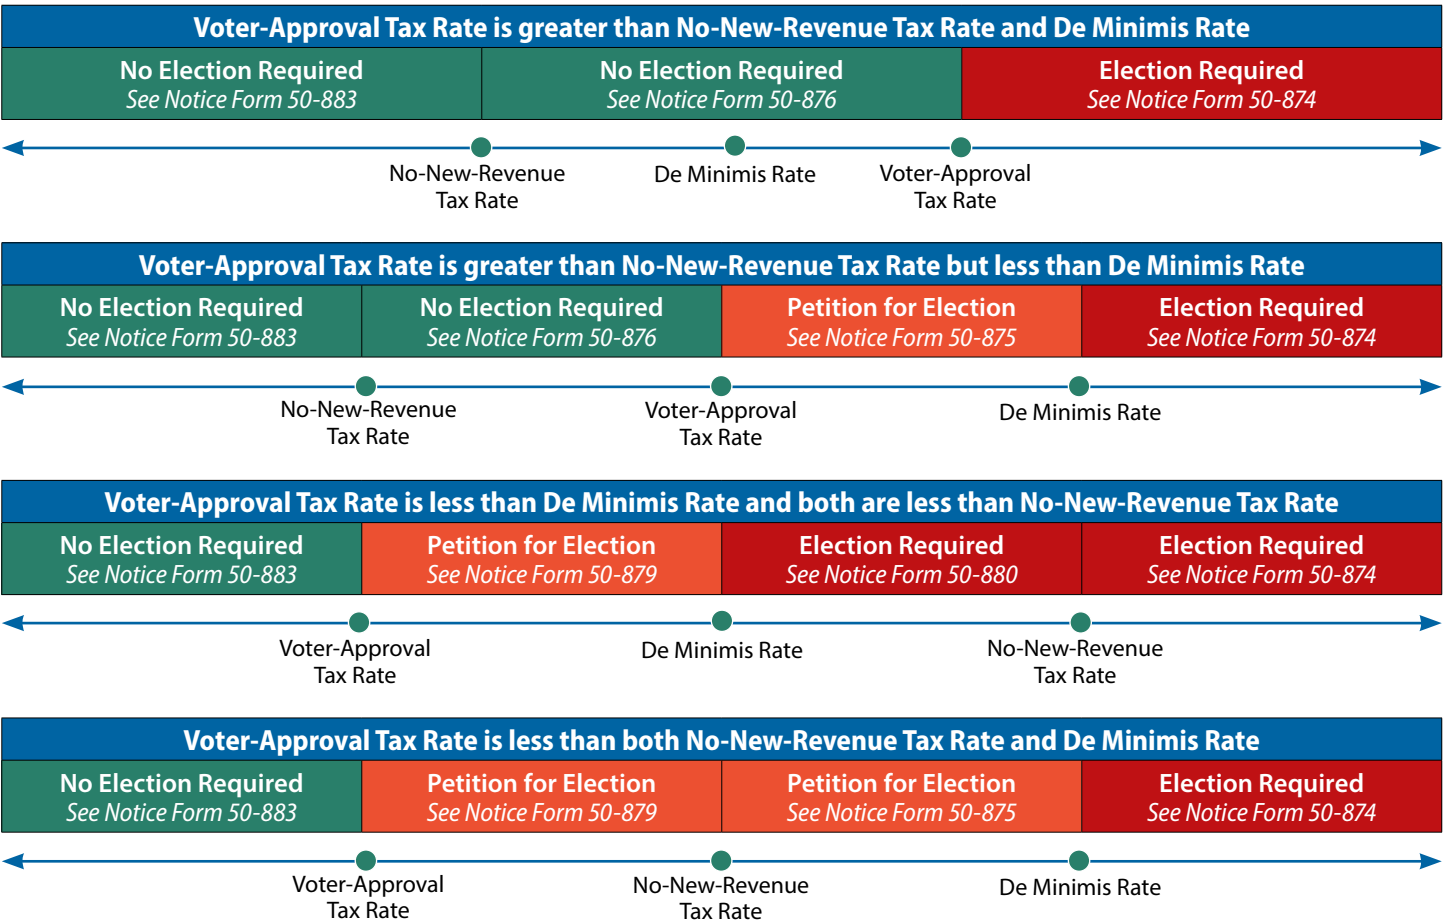 Voter-Approval Tax Rate is greater than No-New-Revenue Tax Rate and De Minimis Rate
No Election Required
See Notice Form 50-883
No Election Required
See Notice Form 50-876
Election Required
See Notice Form 50-874
No-New-Revenue
Tax Rate
De Minimis Rate
Voter-Approval
Tax Rate
Voter-Approval Tax Rate is greater than No-New-Revenue Tax Rate but less than De Minimis Rate
No Election Required
See Notice Form 50-883
No Election Required
See Notice Form 50-876
Petition for Election
See Notice Form 50-875
Election Required
See Notice Form 50-874
No-New-Revenue
Tax Rate
Voter-Approval
Tax Rate
De Minimis Rate
Voter-Approval Tax Rate is less than De Minimis Rate and both are less than No-New-Revenue Tax Rate
No Election Required
See Notice Form 50-883
Petition for Election
See Notice Form 50-879
Election Required
See Notice Form 50-880
Election Required
See Notice Form 50-874
Voter-Approval
Tax Rate
De Minimis Rate
No-New-Revenue
Tax Rate
Voter-Approval Tax Rate is less than both No-New-Revenue Tax Rate and De Minimis Rate
No Election Required
See Notice Form 50-883
Petition for Election
See Notice Form 50-879
Petition for Election
See Notice Form 50-875
Election Required
See Notice Form 50-874
Voter-Approval
Tax Rate
No-New-Revenue
Tax Rate
De Minimis Rate